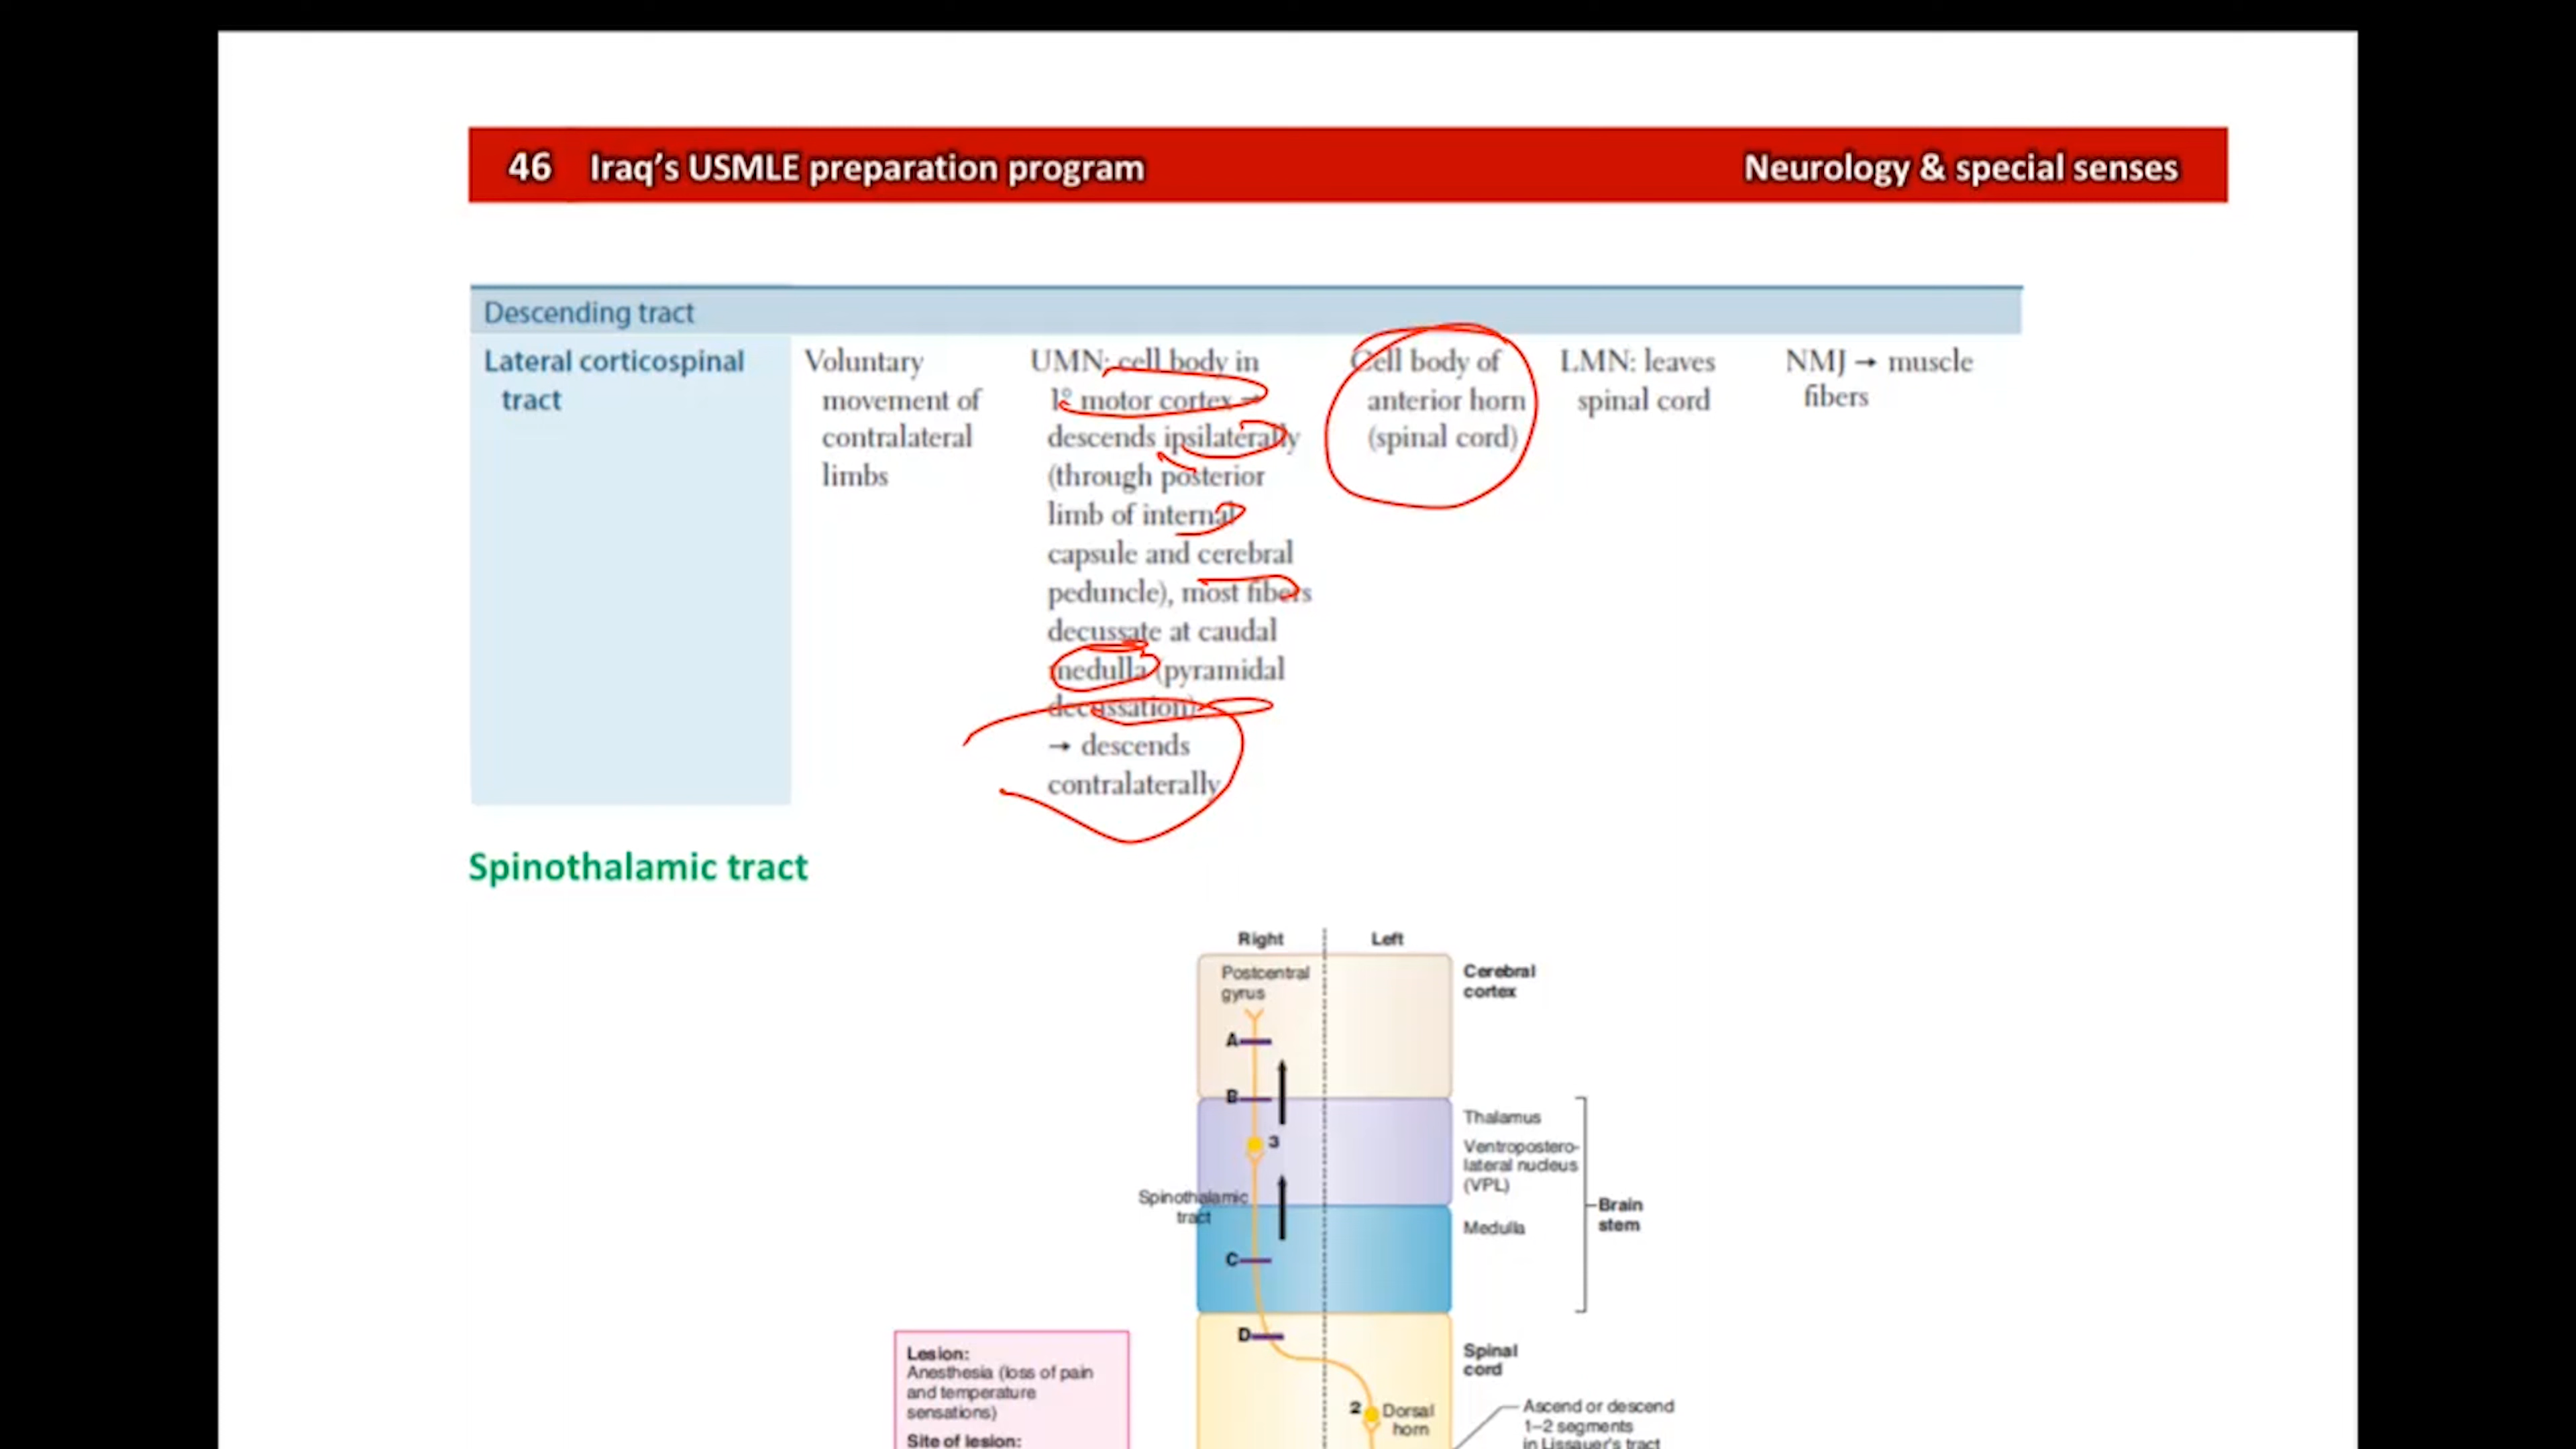 46 Iraq's USMLE preparation program Neurology & special senses
Descending tract
Lateral corticospinal
tract
Voluntary
movement of
contralateral
limbs
UMN: cell body in
1° motor cortex →
descends ipsilaterally
(through posterior
limb of internal
capsule and cerebral
peduncle), most fibers
decussate at caudal
medulla (pyramidal
decussation)
→ descends
contralaterally
Cell body of
anterior horn
(spinal cord)
LMN: leaves
spinal cord
NMJ → muscle
fibers
Spinothalamic tract
Right Left
Postcentral
gyrus
Cerebral
cortex
A
B
Thalamus
3
Ventropostero-
lateral nucleus
(VPL)
Spinothalamic
tract
Brain
stem
Medulla
C
D
Lesion:
Anesthesia (loss of pain
and temperature
sensations)
Site of lesion:
Spinal
cord
2 Dorsal
horn
Ascend or descend
1–2 segments
in Lissauer's tract